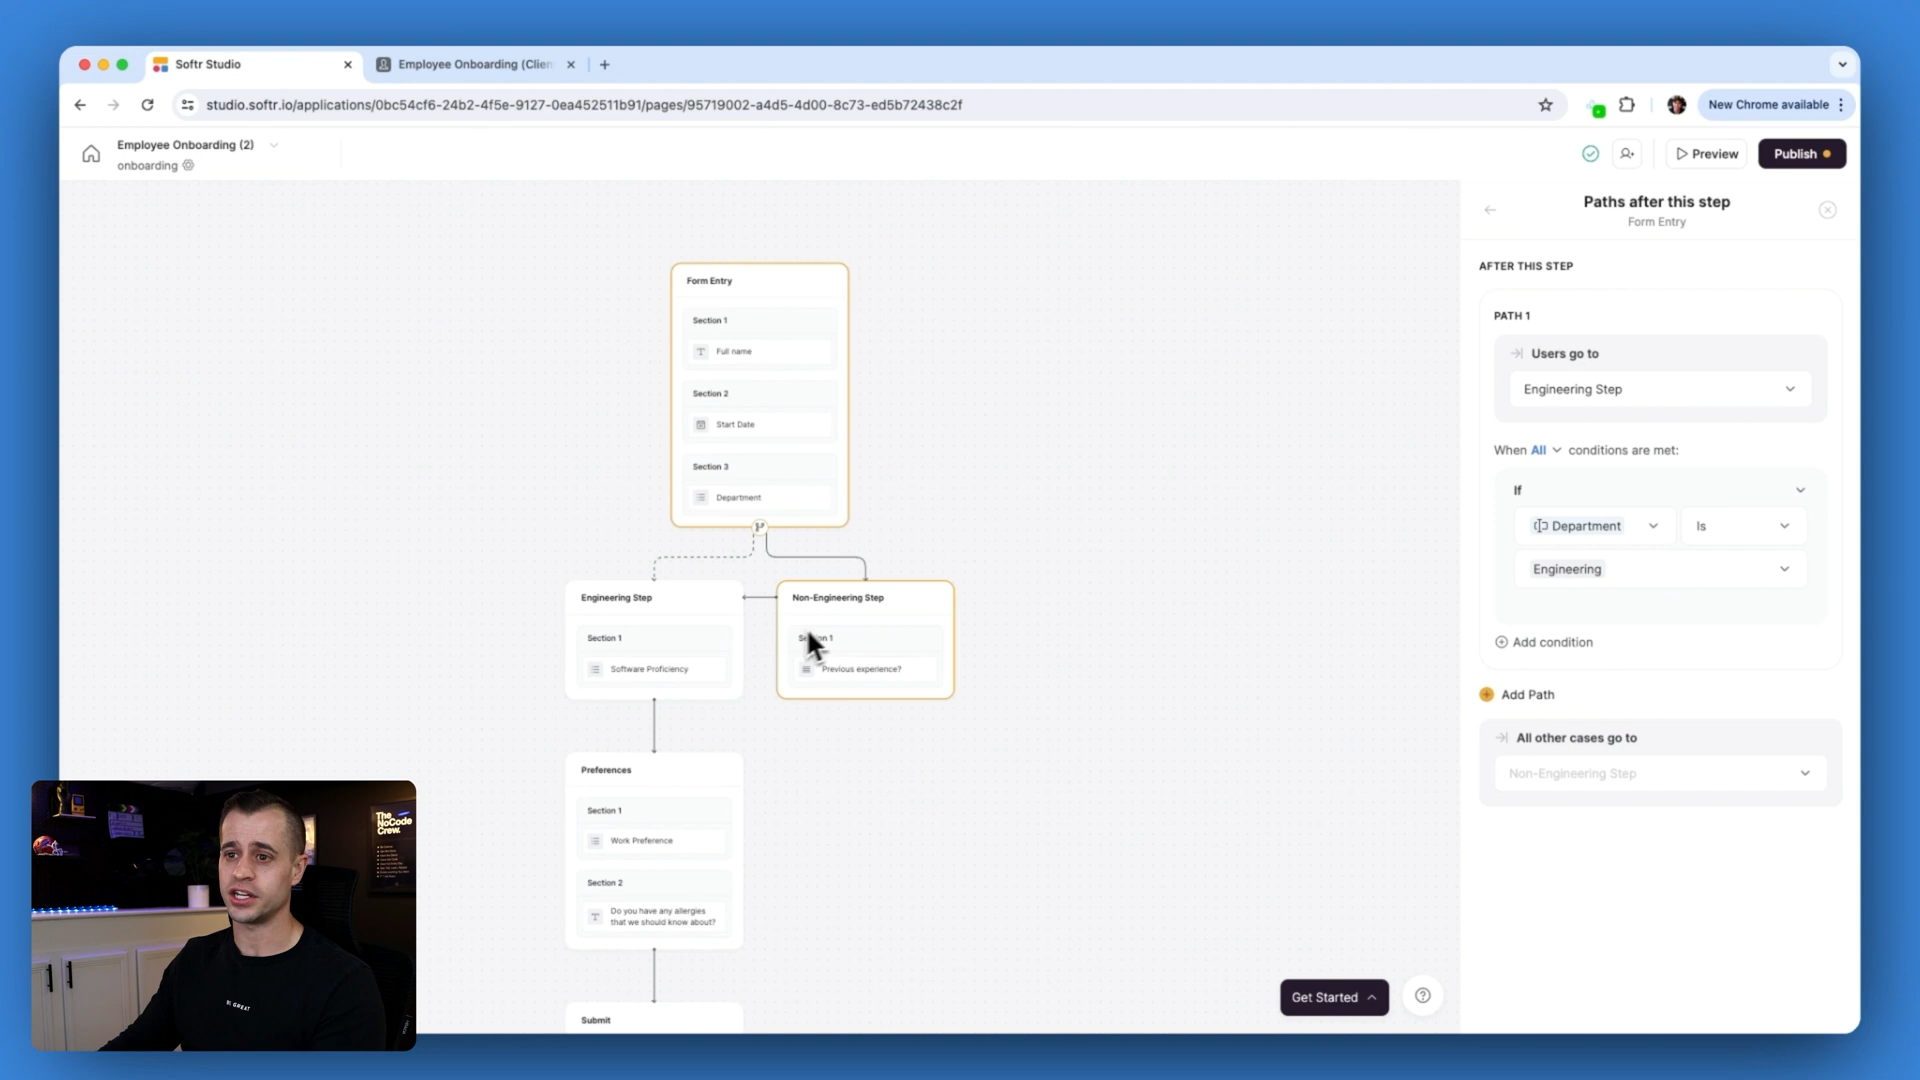 Softr Studio
Employee Onboarding (Clien
studio.softr.io/applications/0bc54cf6-24b2-4f5e-9127-0ea452511b91/pages/95719002-a4d5-4d00-8c73-ed5b72438c2f
New Chrome available
Employee Onboarding (2)
onboarding
Preview
Publish
Form Entry
Section 1
Full name
Section 2
Start Date
Section 3
Department
Engineering Step
Section 1
Software Proficiency
Non-Engineering Step
Previous experience?
Preferences
Section 1
Work Preference
Section 2
Do you have any allergies
that we should know about?
Submit
Get Started
Paths after this step
Form Entry
AFTER THIS STEP
PATH 1
Users go to
Engineering Step
When All conditions are met:
If
Department
Is
Engineering
Add condition
Add Path
All other cases go to
Non-Engineering Step
The
NoCode
Crew.